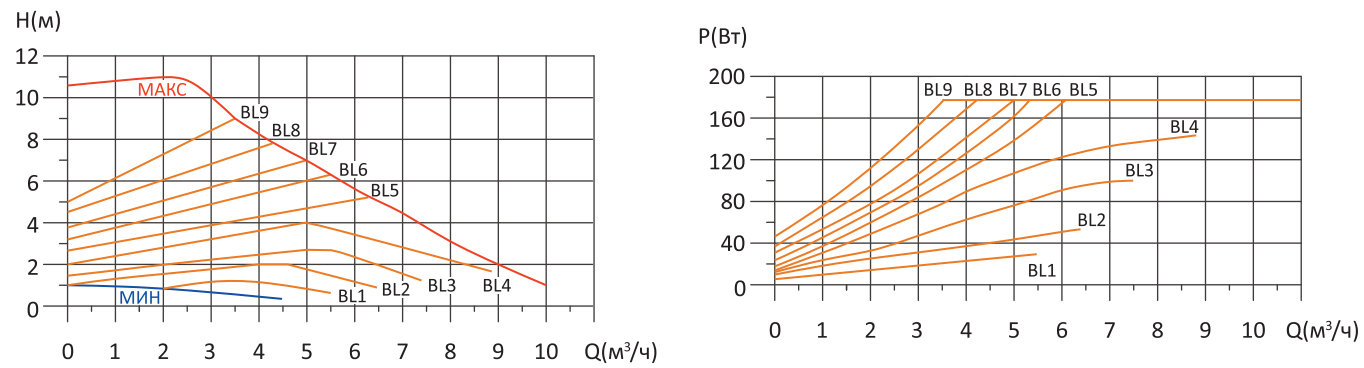 H(м)
12
10
8
6
4
2
0
МАКС
BL9
BL8
BL7
BL6
BL5
BL4
BL3
BL2
BL1
МИН
0 1 2 3 4 5 6 7 8 9 10 Q(м³/ч)
P(Вт)
200
160
120
80
40
0
BL9 BL8 BL7 BL6 BL5
BL4
BL3
BL2
BL1
0 1 2 3 4 5 6 7 8 9 10 Q(м³/ч)